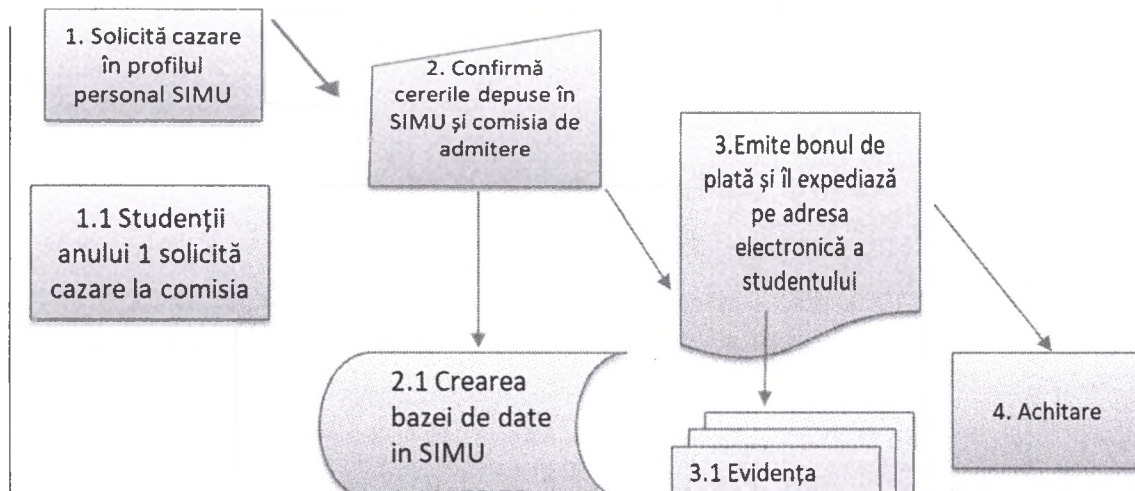 1. Solicită cazare
în profilul
personal SIMU
2. Confirmă
cererile depuse în
SIMU și comisia de
admitere
3.Emite bonul de
plată și îl expediază
pe adresa
electronică a
studentului
1.1 Studenții
anului 1 solicită
cazare la comisia
2.1 Crearea
bazei de date
in SIMU
3.1 Evidența
4. Achitare